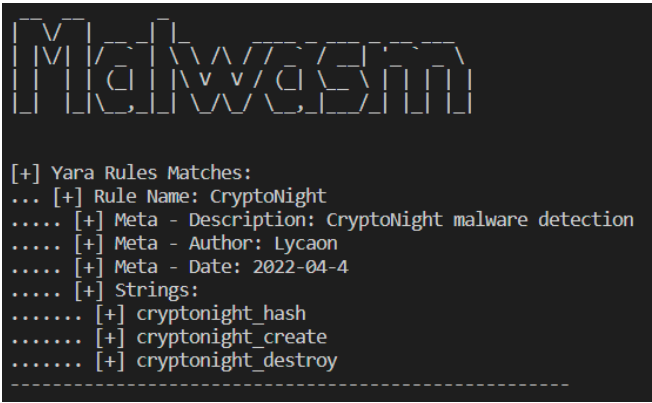 Malwasm
[+] Yara Rules Matches:
... [+] Rule Name: CryptoNight
..... [+] Meta - Description: CryptoNight malware detection
..... [+] Meta - Author: Lycaon
..... [+] Meta - Date: 2022-04-4
..... [+] Strings:
....... [+] cryptonight_hash
....... [+] cryptonight_create
....... [+] cryptonight_destroy
------------------------------------------------------